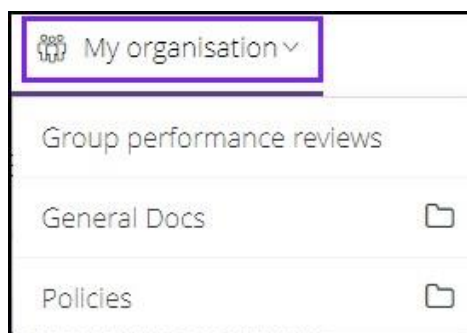 My organisation
Group performance reviews
General Docs
Policies